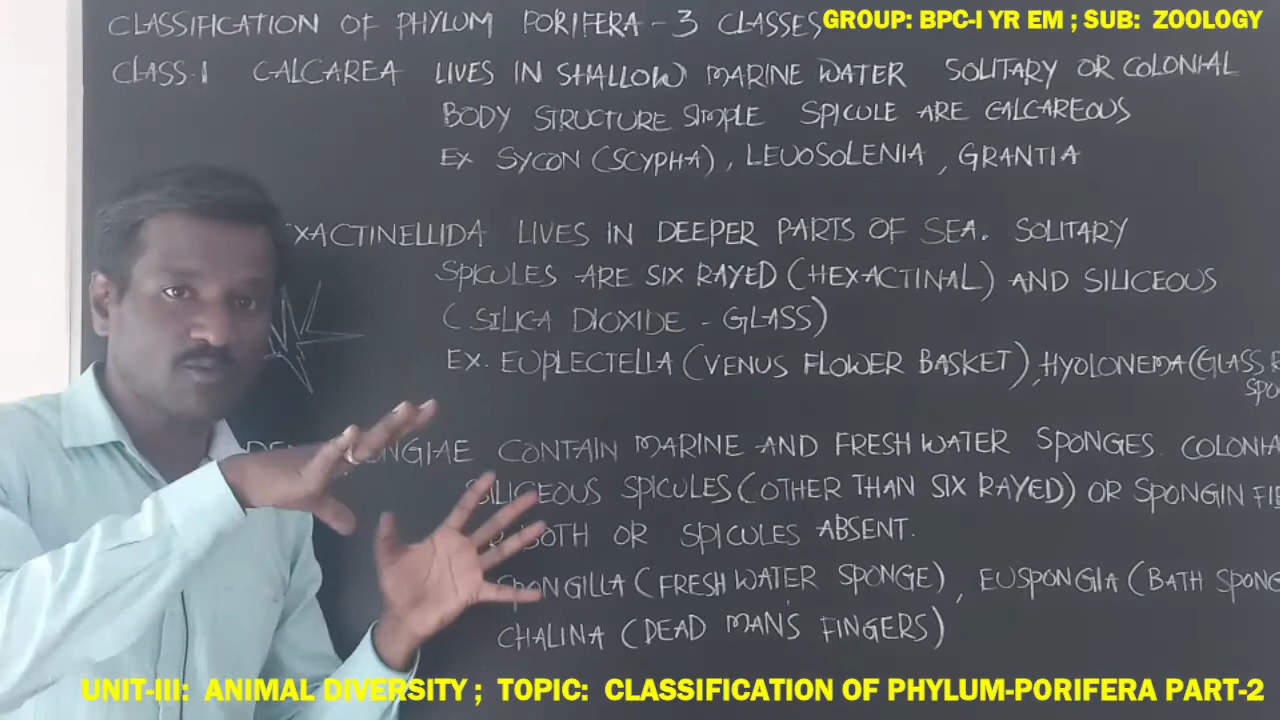 CLASSIFICATION OF PHYLUM PORIFERA - 3 CLASSES
GROUP: BPC-I YR EM ; SUB: ZOOLOGY
CLASS-1 CALCAREA LIVES IN SHALLOW MARINE WATER SOLITARY OR COLONIAL
BODY STRUCTURE SIMPLE SPICULE ARE CALCAREOUS
EX SYCON (SCYPHA), LEUOSOLENIA, GRANTIA
XACTINELLIDA LIVES IN DEEPER PARTS OF SEA. SOLITARY
SPICULES ARE SIX RAYED (HEXACTINAL) AND SILICEOUS
(SILICA DIOXIDE - GLASS)
EX. EUPLECTELLA (VENUS FLOWER BASKET), HYOLONEMA (GLASS
CONTAIN MARINE AND FRESH WATER SPONGES. COLONIA
SILICEOUS SPICULES (OTHER THAN SIX RAYED) OR SPONGIN
BOTH OR SPICULES ABSENT.
SPONGILLA (FRESH WATER SPONGE), EUSPONGIA (BATH SPONG
CHALINA (DEAD MAN'S FINGERS)
UNIT-III: ANIMAL DIVERSITY ; TOPIC: CLASSIFICATION OF PHYLUM-PORIFERA PART-2